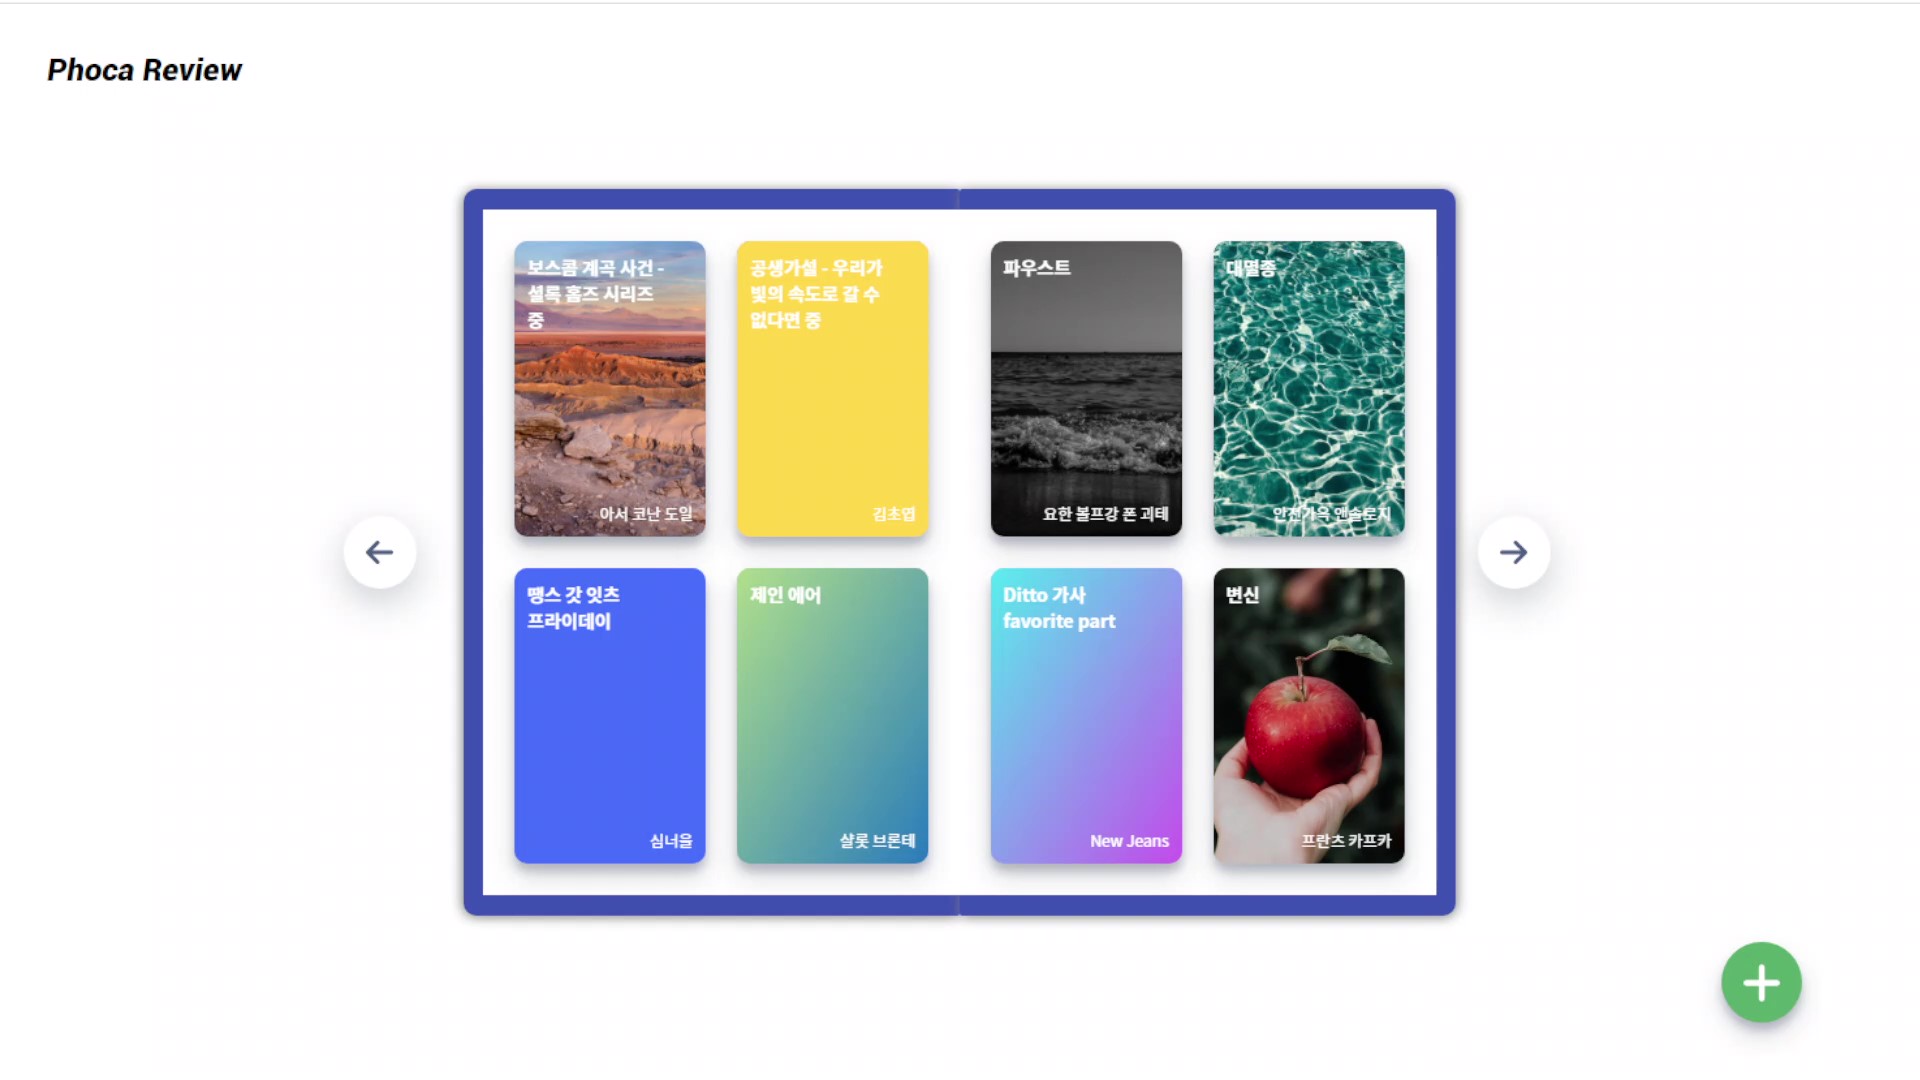 Phoca Review
보스콤 계곡 사건 -
셜록 홈즈 시리즈
중
아서 코난 도일
공생가설 - 우리가
빛의 속도로 갈 수
없다면 중
김초엽
파우스트
요한 볼프강 폰 괴테
대멸종
안전가옥 앤솔로지
땡스 갓 잇츠
프라이데이
심너울
제인 에어
샬롯 브론테
Ditto 가사
favorite part
New Jeans
변신
프란츠 카프카